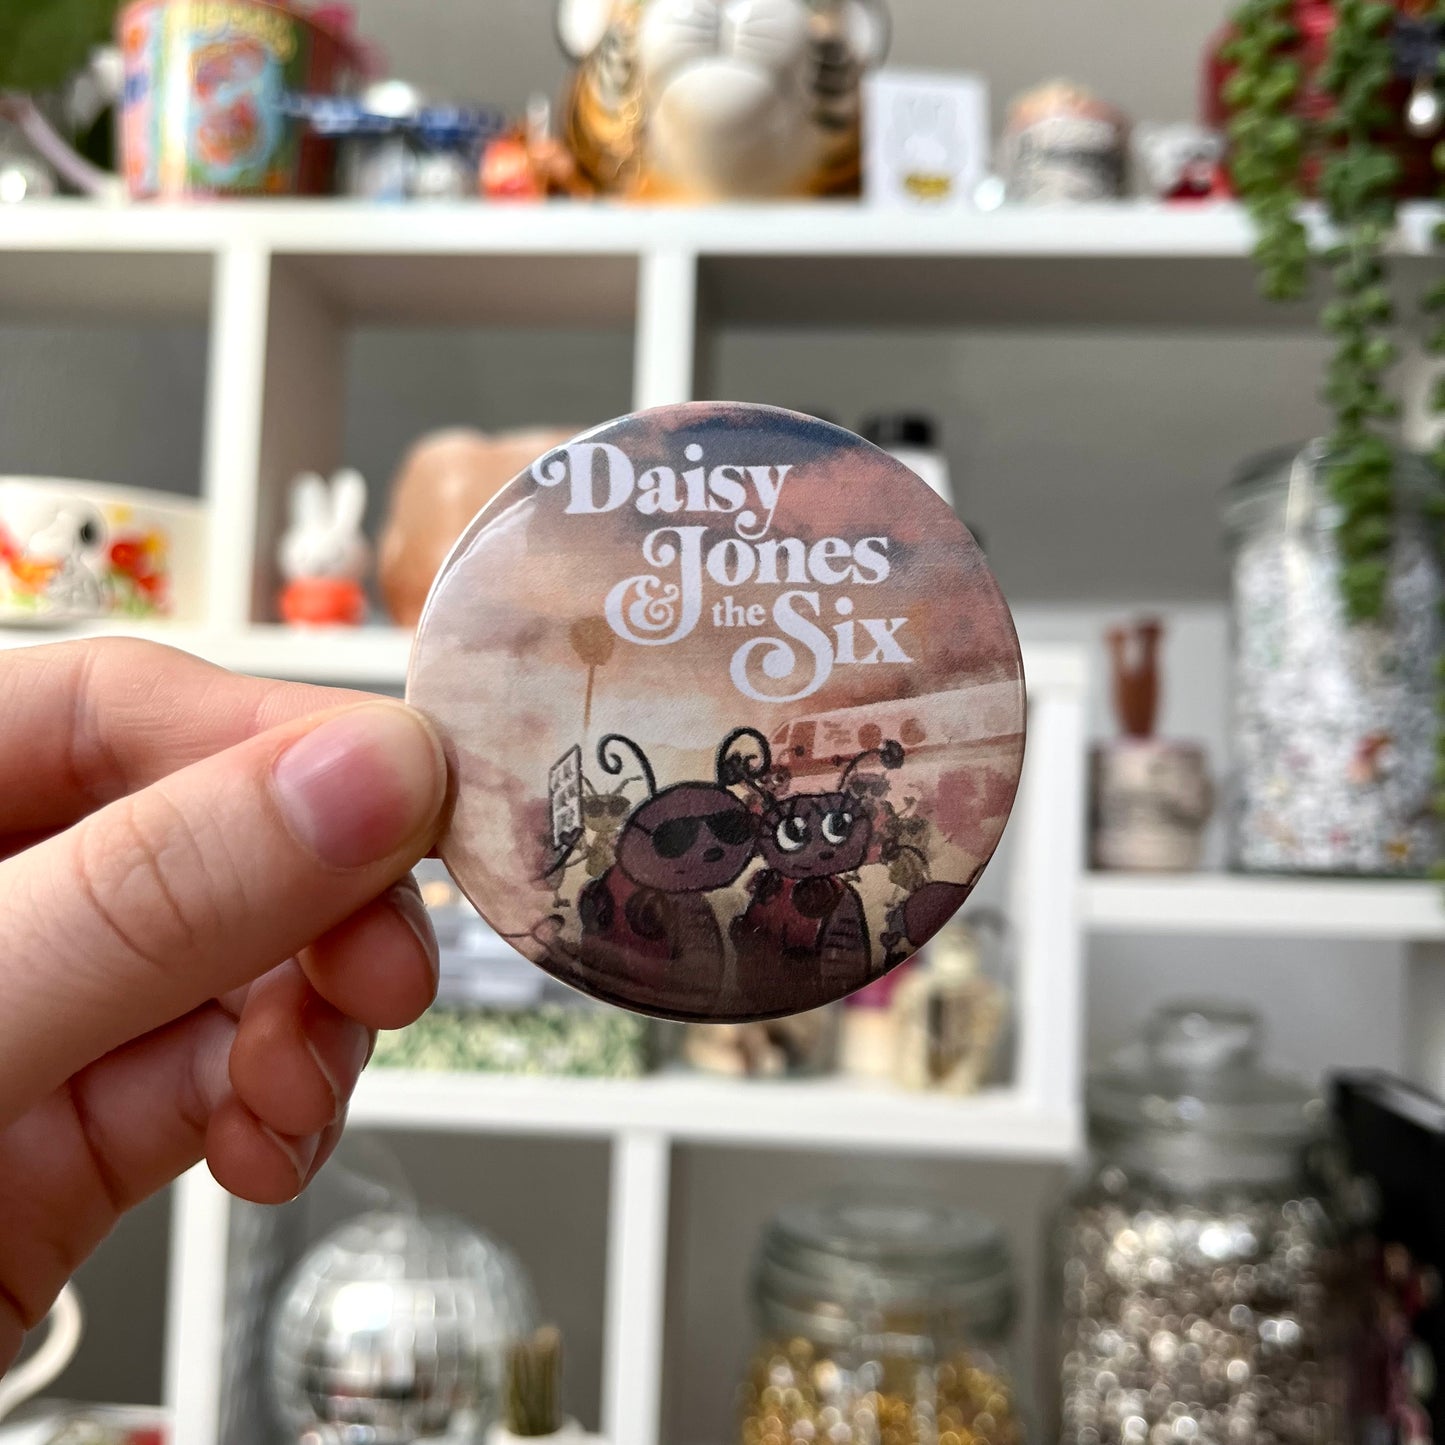 Daisy
Jones
& the Six